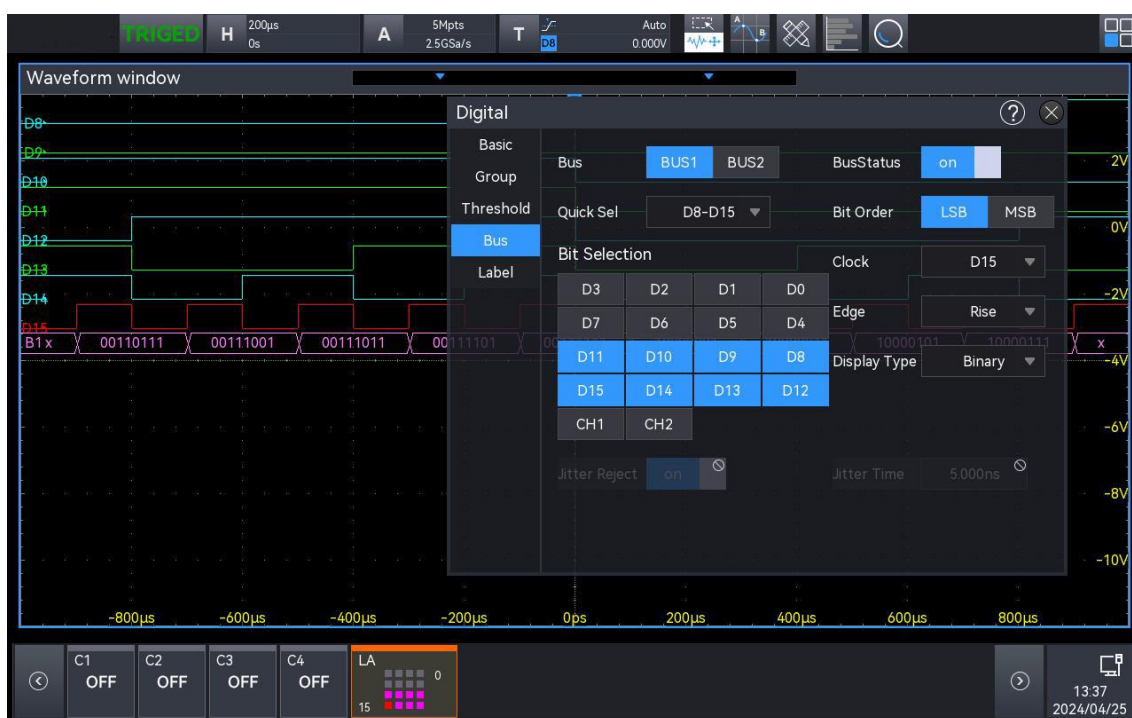 TRIGED H 200μs 0s A 5Mpts 2.5GSa/s T D8 Auto 0.000V A B
Waveform window
Digital
Basic
Group
Threshold
Bus
Label
Bus BUS1 BUS2 BusStatus on
Quick Sel D8-D15 Bit Order LSB MSB
Bit Selection
Clock D15
D3 D2 D1 D0
Edge Rise
D7 D6 D5 D4
D11 D10 D9 D8
Display Type Binary
D15 D14 D13 D12
CH1 CH2
Jitter Reject on Jitter Time 5.000ns
D8
D9
D10
D11
D12
D13
D14
D15
B1 x 00110111 00111001 00111011 00111101 10000101 10000111 x
2V
0V
-2V
-4V
-6V
-8V
-10V
-800μs -600μs -400μs -200μs 0ps 200μs 400μs 600μs 800μs
C1 OFF
C2 OFF
C3 OFF
C4 OFF
LA 0 15
13:37
2024/04/25